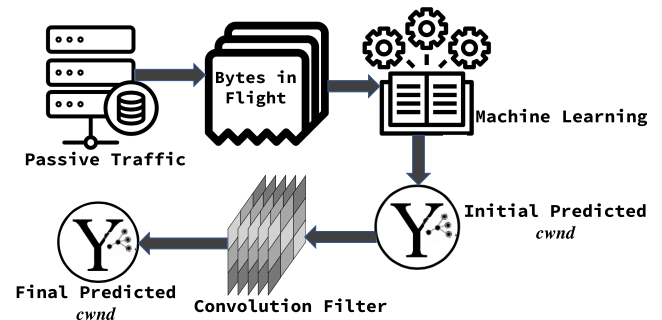 Bytes in
Flight
Machine Learning
Passive Traffic
Y
Initial Predicted
cwnd
Y
Final Predicted
cwnd
Convolution Filter